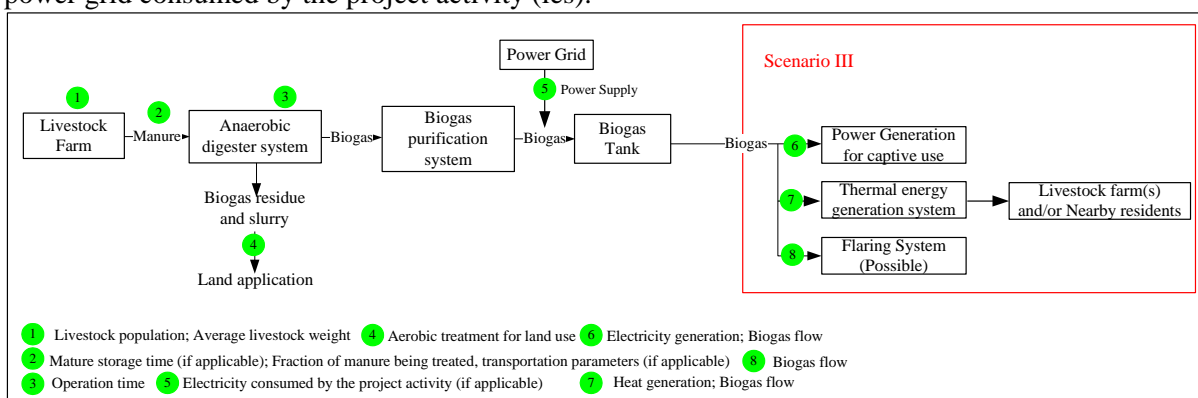 power grid consumed by the project activity (ies).
Scenario III
Power Grid
1
2
3
5 Power Supply
Livestock
Farm
Manure
Anaerobic
digester system
Biogas
Biogas
purification
system
Biogas
Biogas
Tank
Biogas
6
Power Generation
for captive use
7
Thermal energy
generation system
Livestock farm(s)
and/or Nearby residents
8
Flaring System
(Possible)
Biogas residue
and slurry
4
Land application
1 Livestock population; Average livestock weight 4 Aerobic treatment for land use 6 Electricity generation; Biogas flow
2 Mature storage time (if applicable); Fraction of manure being treated, transportation parameters (if applicable) 8 Biogas flow
3 Operation time 5 Electricity consumed by the project activity (if applicable) 7 Heat generation; Biogas flow